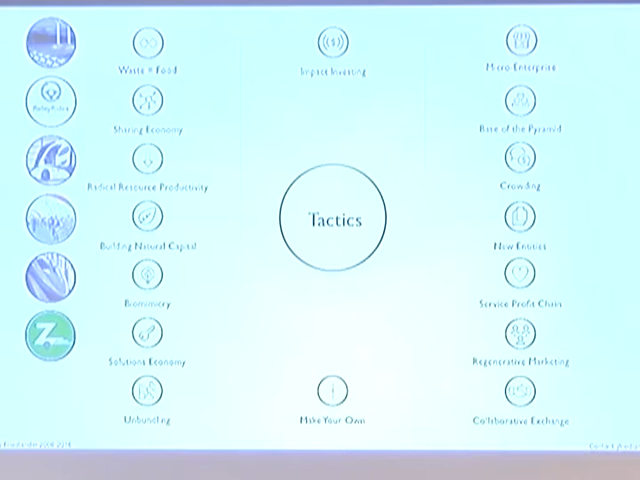 Waste = Food
Impact Investing
Micro-Enterprise
Sharing Economy
Base of the Pyramid
Radical Resource Productivity
Crowding
Tactics
Building Natural Capital
New Entities
Biomimicry
Service Profit Chain
Z
Solutions Economy
Regenerative Marketing
Unbundling
Make Your Own
Collaborative Exchange